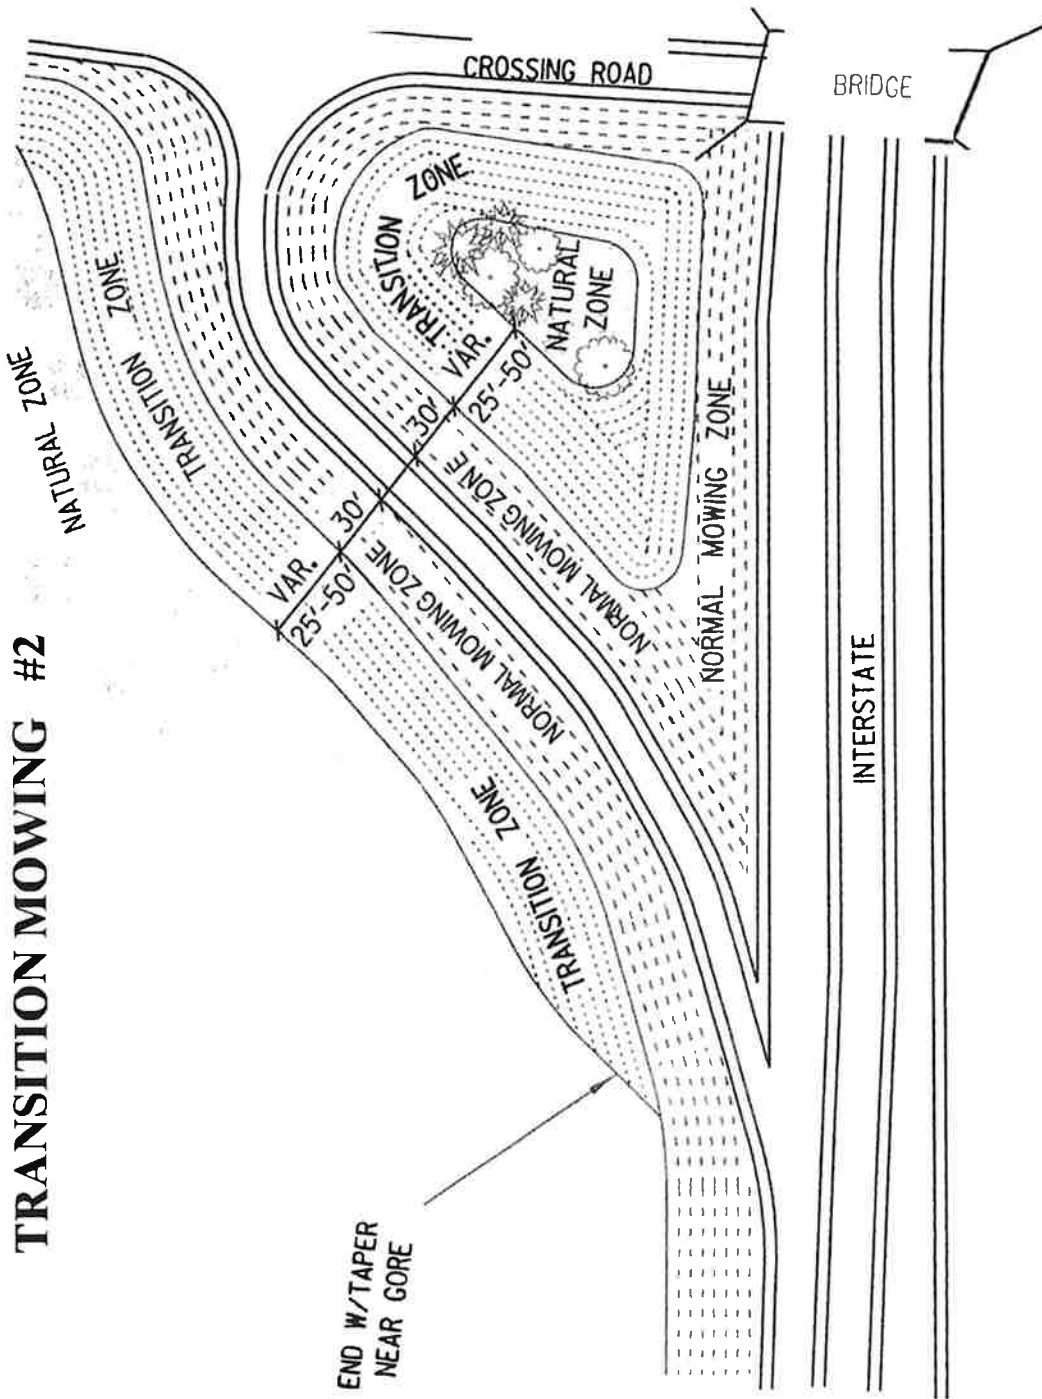 TRANSITION MOWING #2
NATURAL ZONE
TRANSITION ZONE
VAR.
25'-50'
30'
NORMAL MOWING ZONE
TRANSITION ZONE
END W/TAPER
NEAR GORE
CROSSING ROAD
BRIDGE
TRANSITION ZONE
VAR.
25'-50'
30'
NATURAL
ZONE
NORMAL MOWING ZONE
NORMAL MOWING ZONE
INTERSTATE